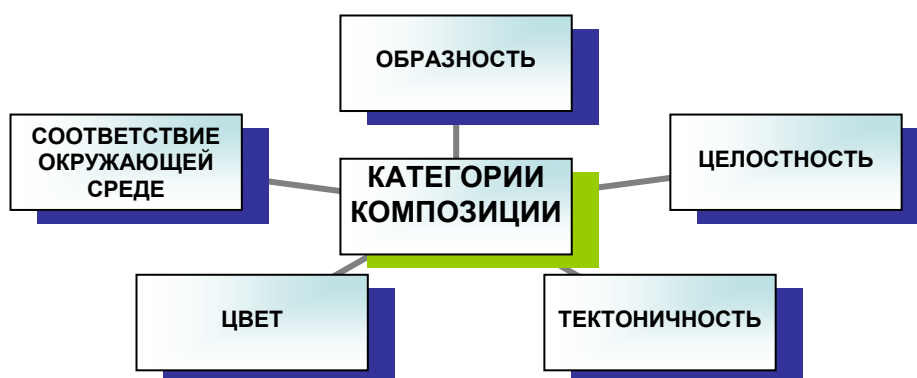 ОБРАЗНОСТЬ
СООТВЕТСТВИЕ
ОКРУЖАЮЩЕЙ
СРЕДЕ
КАТЕГОРИИ
КОМПОЗИЦИИ
ЦЕЛОСТНОСТЬ
ЦВЕТ
ТЕКТОНИЧНОСТЬ